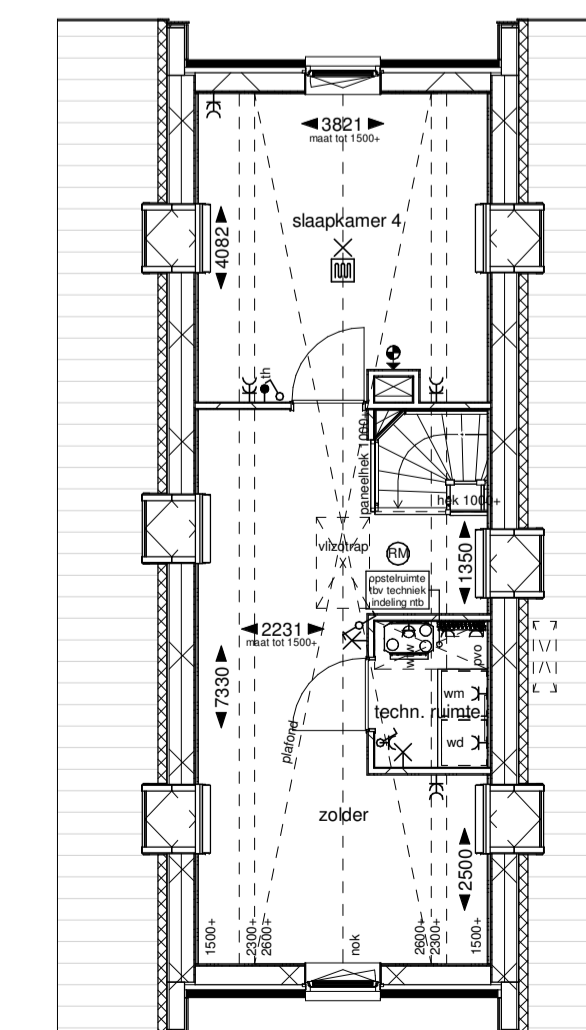 3821
maat tot 1500+
slaapkamer 4
4082
th
paneelhek 1000+
hek 1000+
vlizotrap
RM
1350
opstelruimte
tbv techniek
indeling ntb
2231
maat tot 1500+
7330
wtw
pvo
wm
techn. ruimte
wd
plafond
zolder
2500
1500+
2300+
2600+
nok
2600+
2300+
1500+